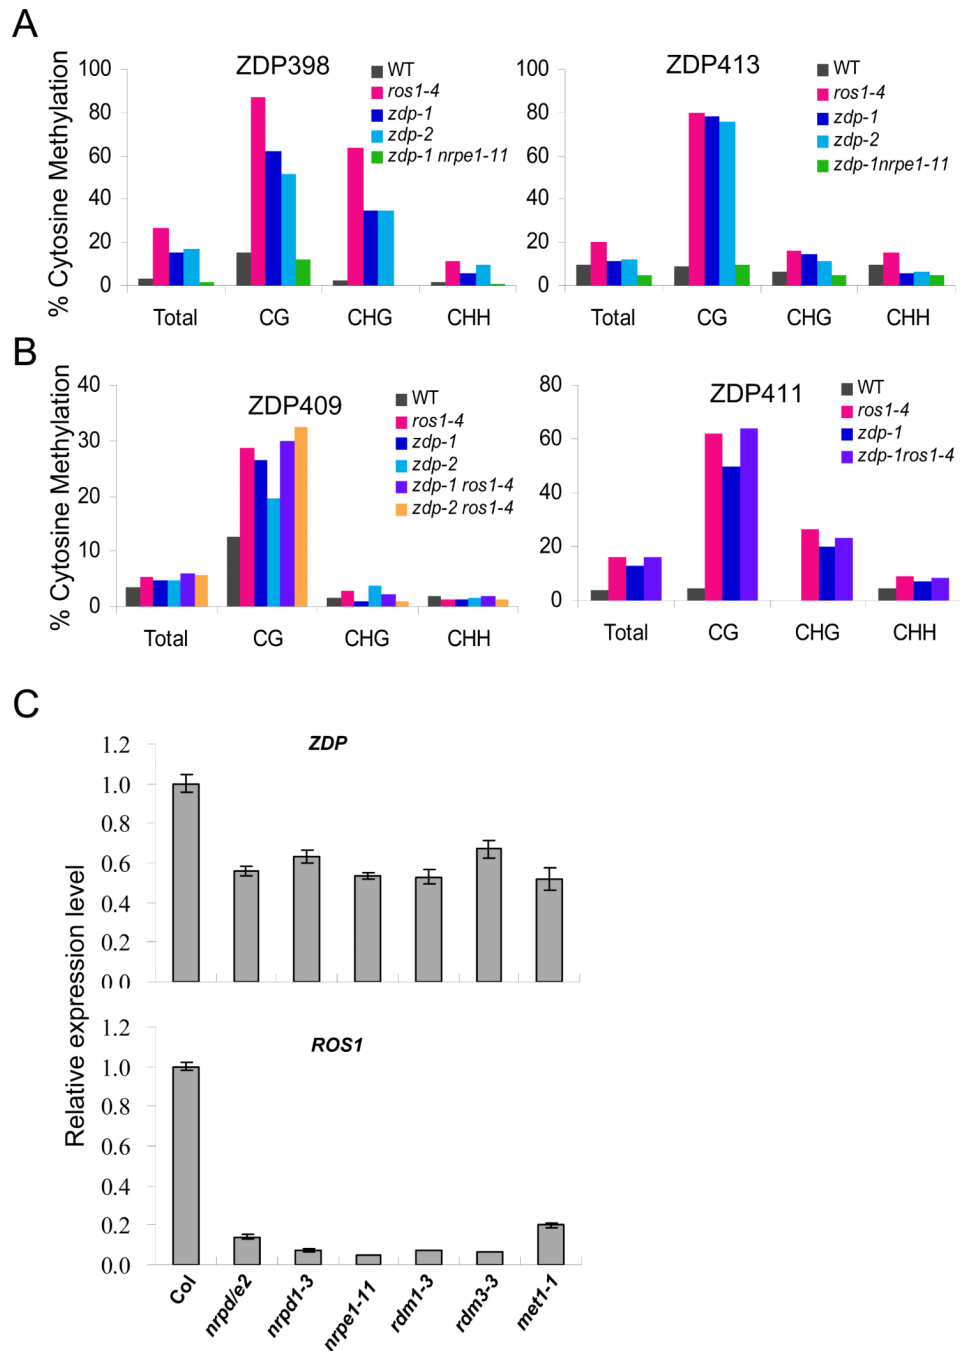 A
ZDP398
% Cytosine Methylation
100
80
60
40
20
0
Total CG CHG CHH
WT
ros1-4
zdp-1
zdp-2
zdp-1 nrpe1-11
ZDP413
100
80
60
40
20
0
Total CG CHG CHH
WT
ros1-4
zdp-1
zdp-2
zdp-1nrpe1-11
B
ZDP409
% Cytosine Methylation
40
30
20
10
0
Total CG CHG CHH
WT
ros1-4
zdp-1
zdp-2
zdp-1 ros1-4
zdp-2 ros1-4
ZDP411
80
60
40
20
0
Total CG CHG CHH
WT
ros1-4
zdp-1
zdp-1ros1-4
C
Relative expression level
ZDP
1.2
1.0
0.8
0.6
0.4
0.2
0.0
ROS1
1.2
1.0
0.8
0.6
0.4
0.2
0.0
Col nrpd/e2 nrpd1-3 nrpe1-11 rdm1-3 rdm3-3 met1-1